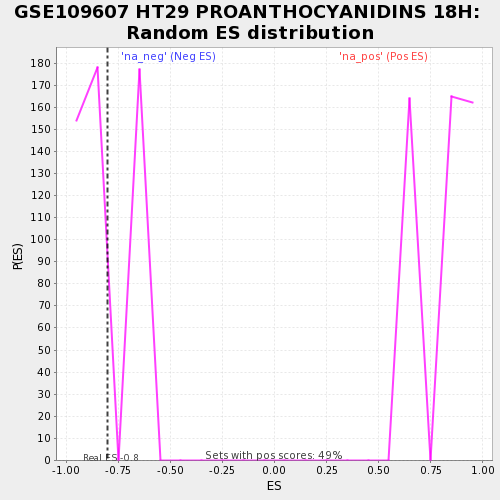 GSE109607 HT29 PROANTHOCYANIDINS 18H:
Random ES distribution
'na_neg' (Neg ES)
'na_pos' (Pos ES)
180
170
160
150
140
130
120
110
100
90
80
70
60
50
40
30
20
10
0
P(ES)
Real ES -0.8
Sets with pos scores: 49%
-1.00 -0.75 -0.50 -0.25 0.00 0.25 0.50 0.75 1.00
ES